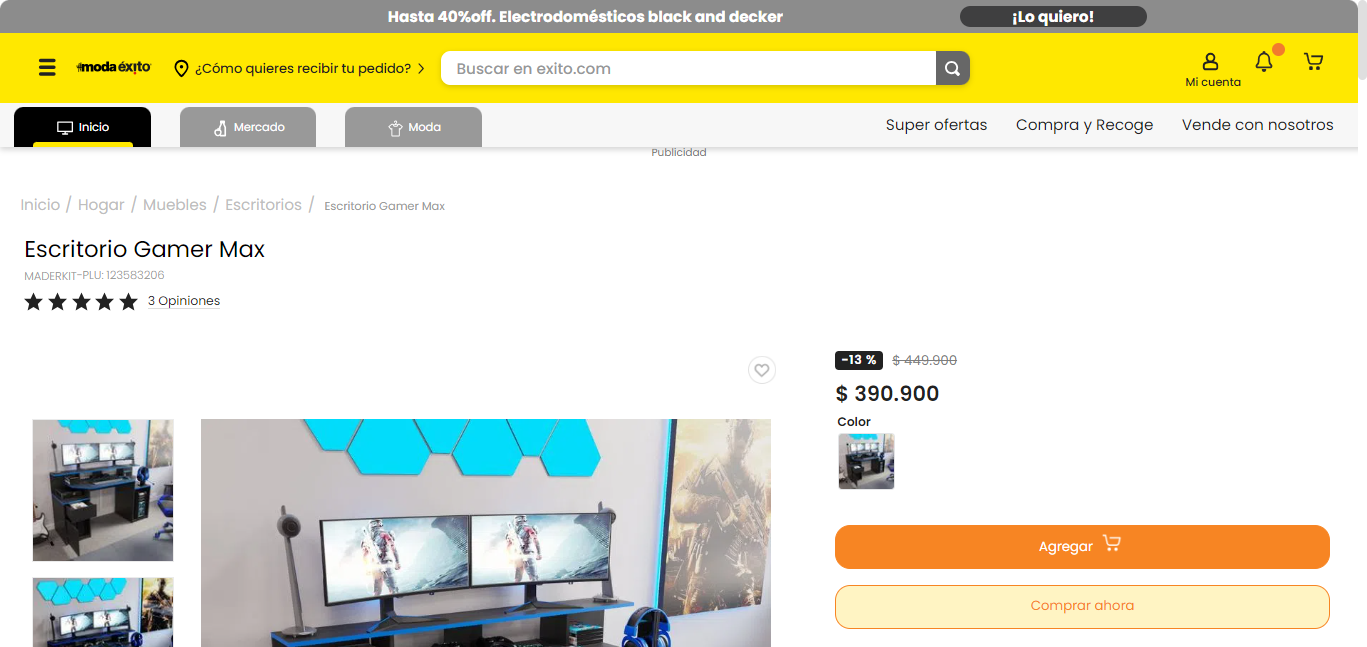 Hasta 40%off. Electrodomésticos black and decker
¡Lo quiero!
moda éxito
¿Cómo quieres recibir tu pedido?
Buscar en exito.com
Mi cuenta
Inicio
Mercado
Moda
Super ofertas
Compra y Recoge
Vende con nosotros
Publicidad
Inicio / Hogar / Muebles / Escritorios / Escritorio Gamer Max
Escritorio Gamer Max
MADERKIT-PLU: 123583206
3 Opiniones
-13 % $ 449.900
$ 390.900
Color
Agregar
Comprar ahora